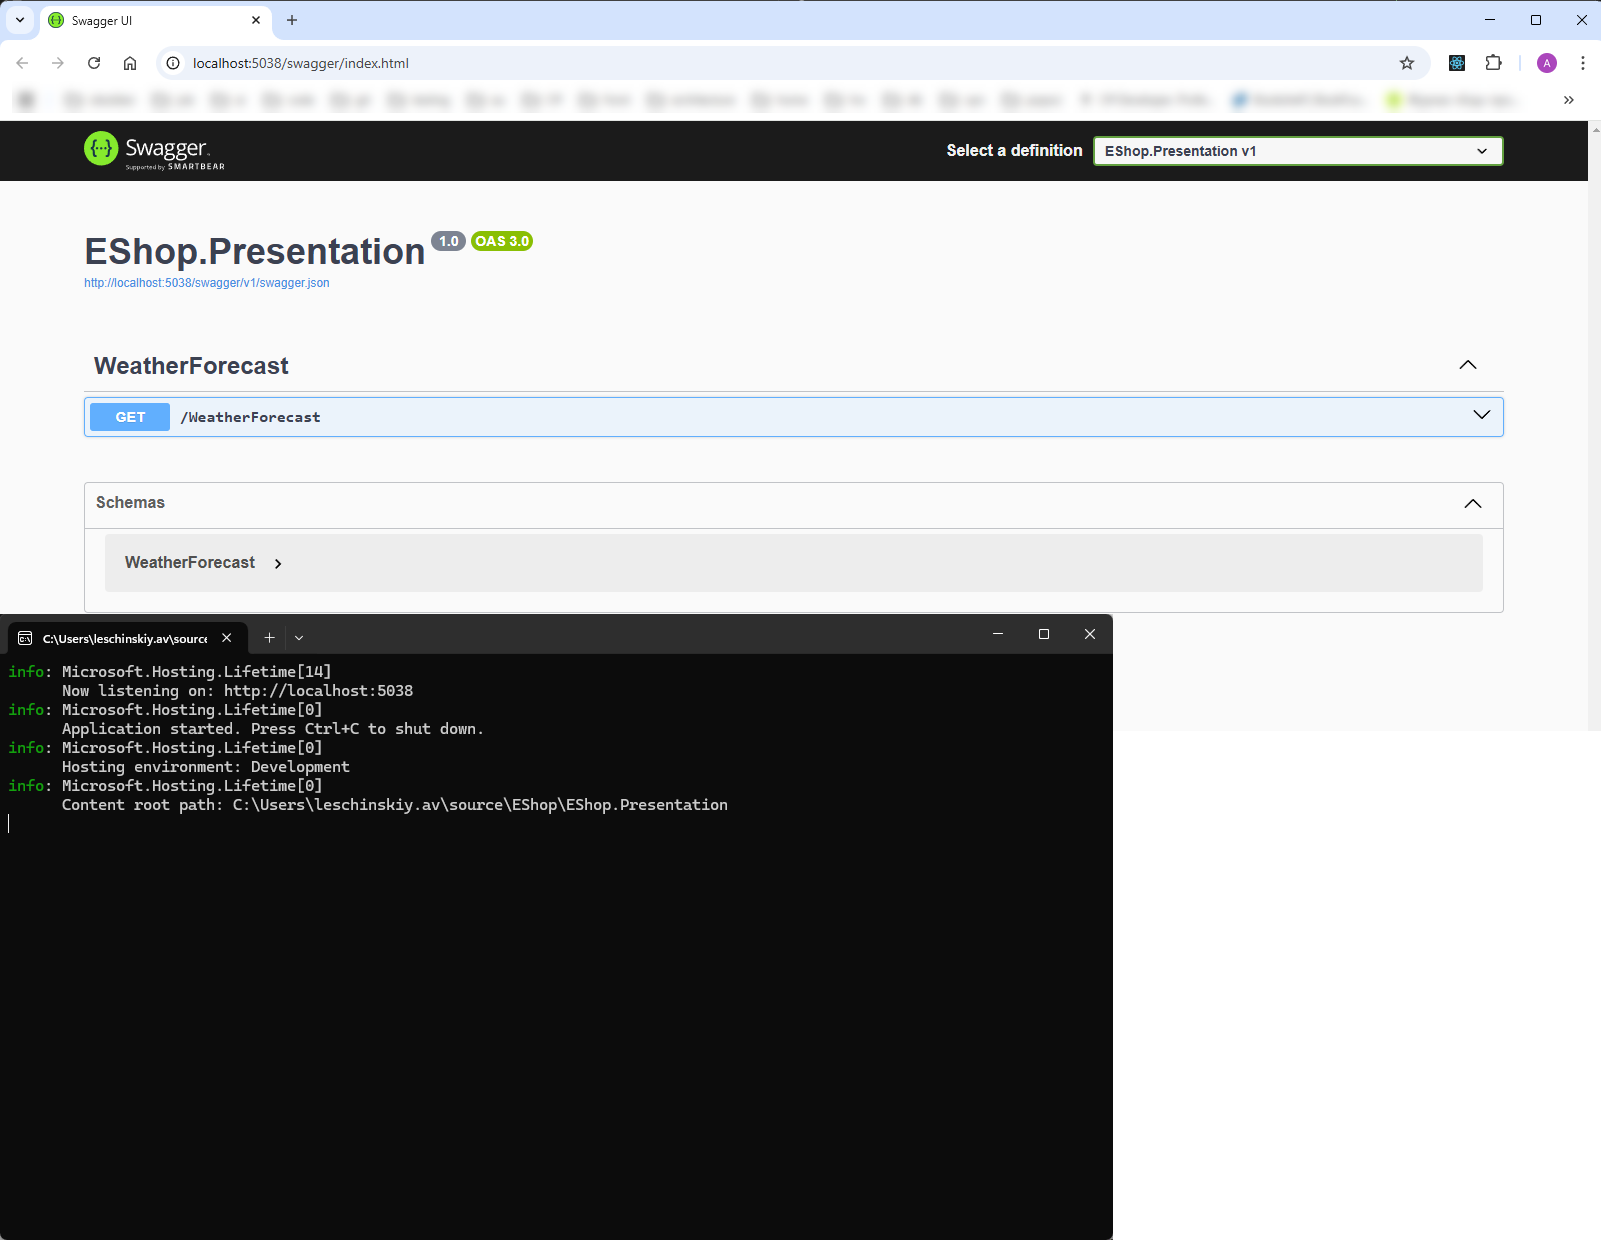 Swagger UI
localhost:5038/swagger/index.html
A
Swagger.
Supported by SMARTBEAR
Select a definition
EShop.Presentation v1
EShop.Presentation 1.0 OAS 3.0
http://localhost:5038/swagger/v1/swagger.json
WeatherForecast
GET /WeatherForecast
Schemas
WeatherForecast
C:\Users\leschinskiy.av\source
info: Microsoft.Hosting.Lifetime[14]
Now listening on: http://localhost:5038
info: Microsoft.Hosting.Lifetime[0]
Application started. Press Ctrl+C to shut down.
info: Microsoft.Hosting.Lifetime[0]
Hosting environment: Development
info: Microsoft.Hosting.Lifetime[0]
Content root path: C:\Users\leschinskiy.av\source\EShop\EShop.Presentation